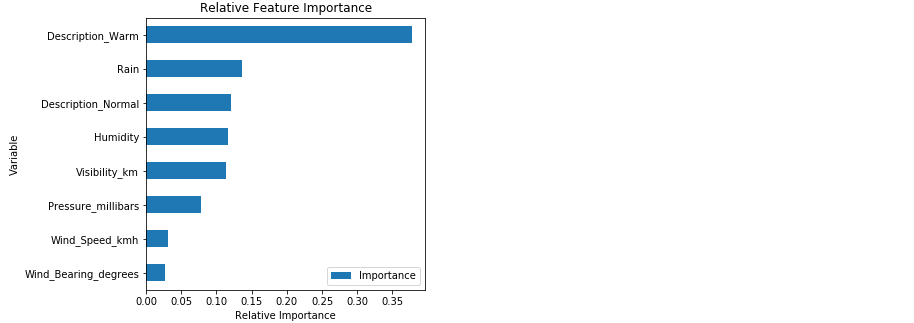 Relative Feature Importance
Description_Warm
Rain
Description_Normal
Humidity
Visibility_km
Pressure_millibars
Wind_Speed_kmh
Wind_Bearing_degrees
Variable
Importance
0.00 0.05 0.10 0.15 0.20 0.25 0.30 0.35
Relative Importance